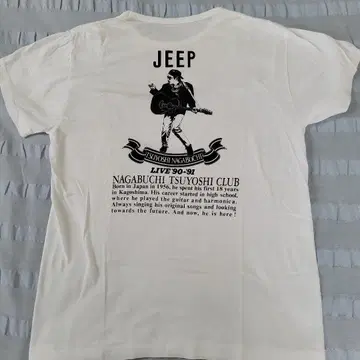 JEEP
TSUYOSHI NAGABUCHI
LIVE '90-'91
NAGABUCHI TSUYOSHI CLUB
Born in Japan in 1956, he spent his first 18 years
in Kagoshima. His career started in high school,
where he played the guitar and harmonica.
Always singing his original songs and looking
towards the future. And now, he is here!